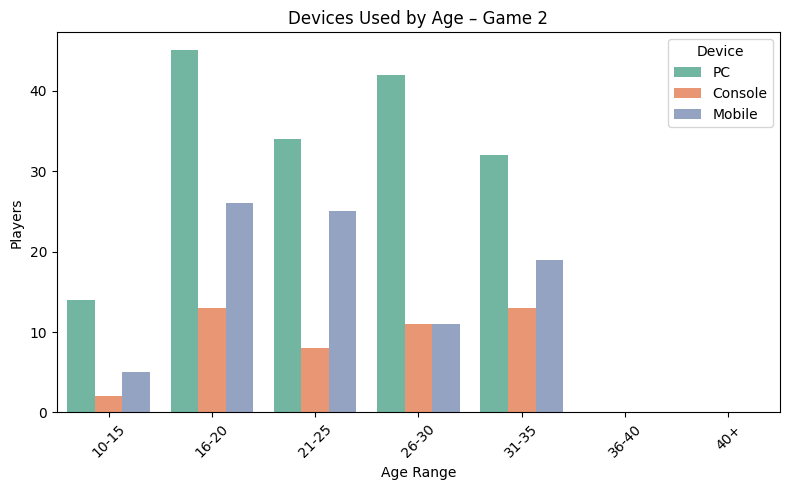 Devices Used by Age – Game 2
Device
PC
Console
Mobile
Players
40
30
20
10
0
10-15
16-20
21-25
26-30
31-35
36-40
40+
Age Range